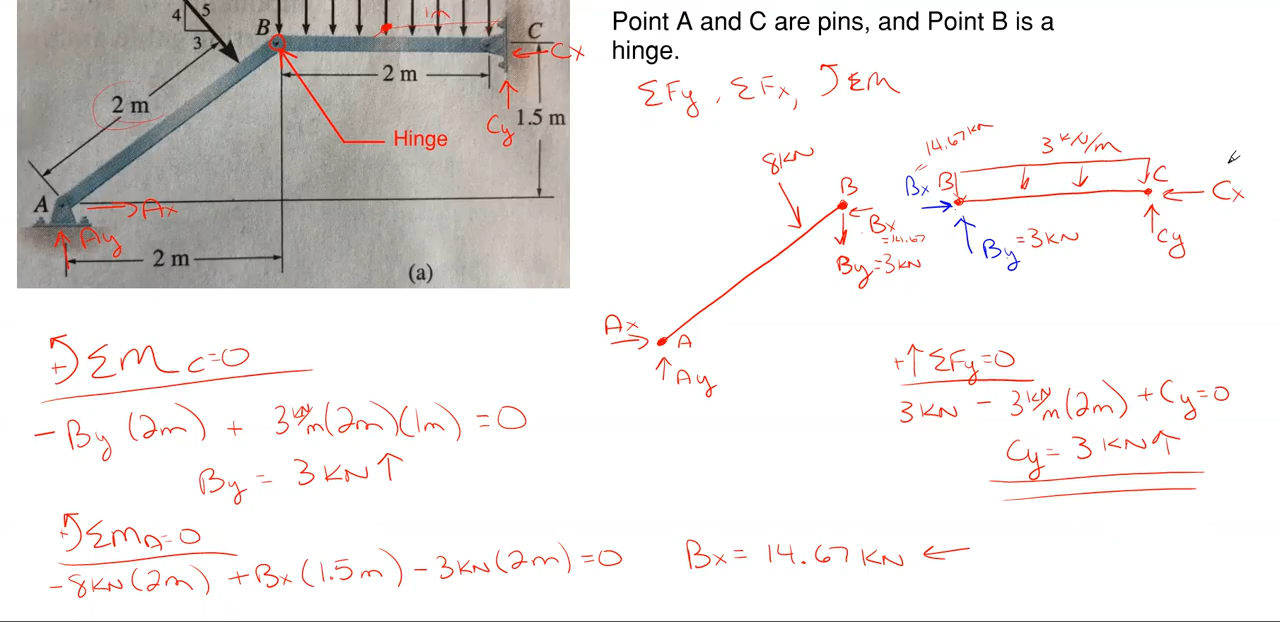 Point A and C are pins, and Point B is a
hinge.
ΣFy, ΣFx, ΣM
4 5
3
B
1m
C
Cx
2 m
2 m
Cy
1.5 m
Hinge
A
Ax
Ay
2 m
(a)
8KN
B
Bx
=14.67
By=3KN
Ax
A
Ay
14.67KN
=
Bx
B
3 KN/m
C
Cx
By=3KN
Cy
+ΣM C=0
-By (2m) + 3 KN/m(2m)(1m) = 0
By = 3KN↑
+ΣMA=0
-8KN(2m) +Bx(1.5m) -3KN(2m)=0
Bx= 14.67 KN ←
+↑ΣFy=0
3KN - 3KN/m(2m) +Cy=0
Cy= 3 KN↑